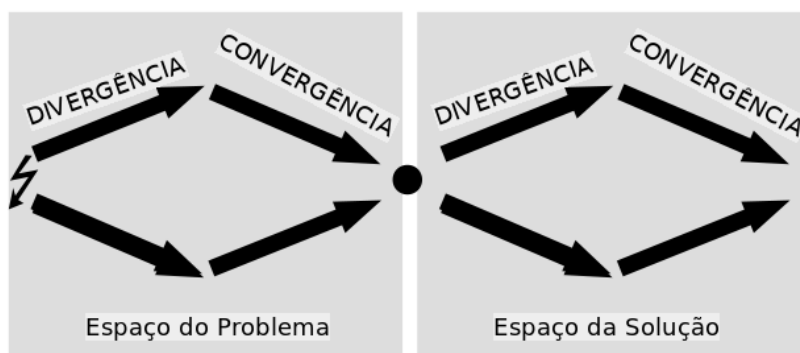 DIVERGÊNCIA
CONVERGÊNCIA
DIVERGÊNCIA
CONVERGÊNCIA
Espaço do Problema
Espaço da Solução